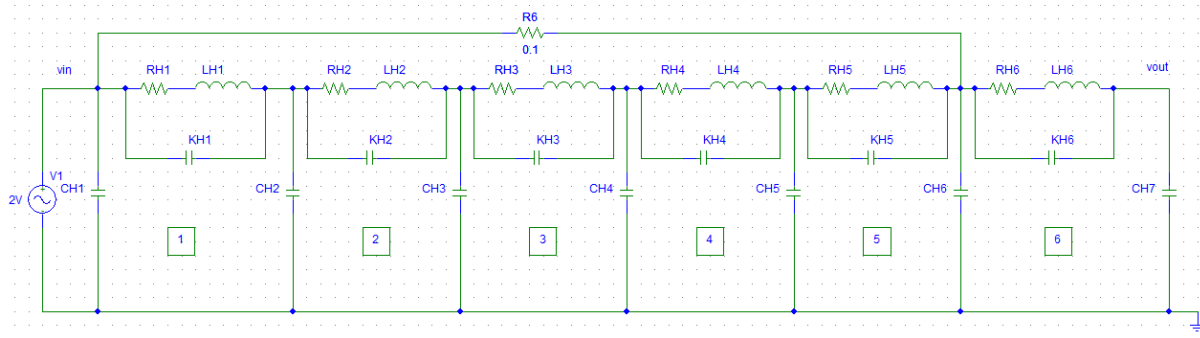 R6
0.1
vin
RH1 LH1 RH2 LH2 RH3 LH3 RH4 LH4 RH5 LH5 RH6 LH6
vout
KH1 KH2 KH3 KH4 KH5 KH6
V1
2V
CH1 CH2 CH3 CH4 CH5 CH6 CH7
1 2 3 4 5 6